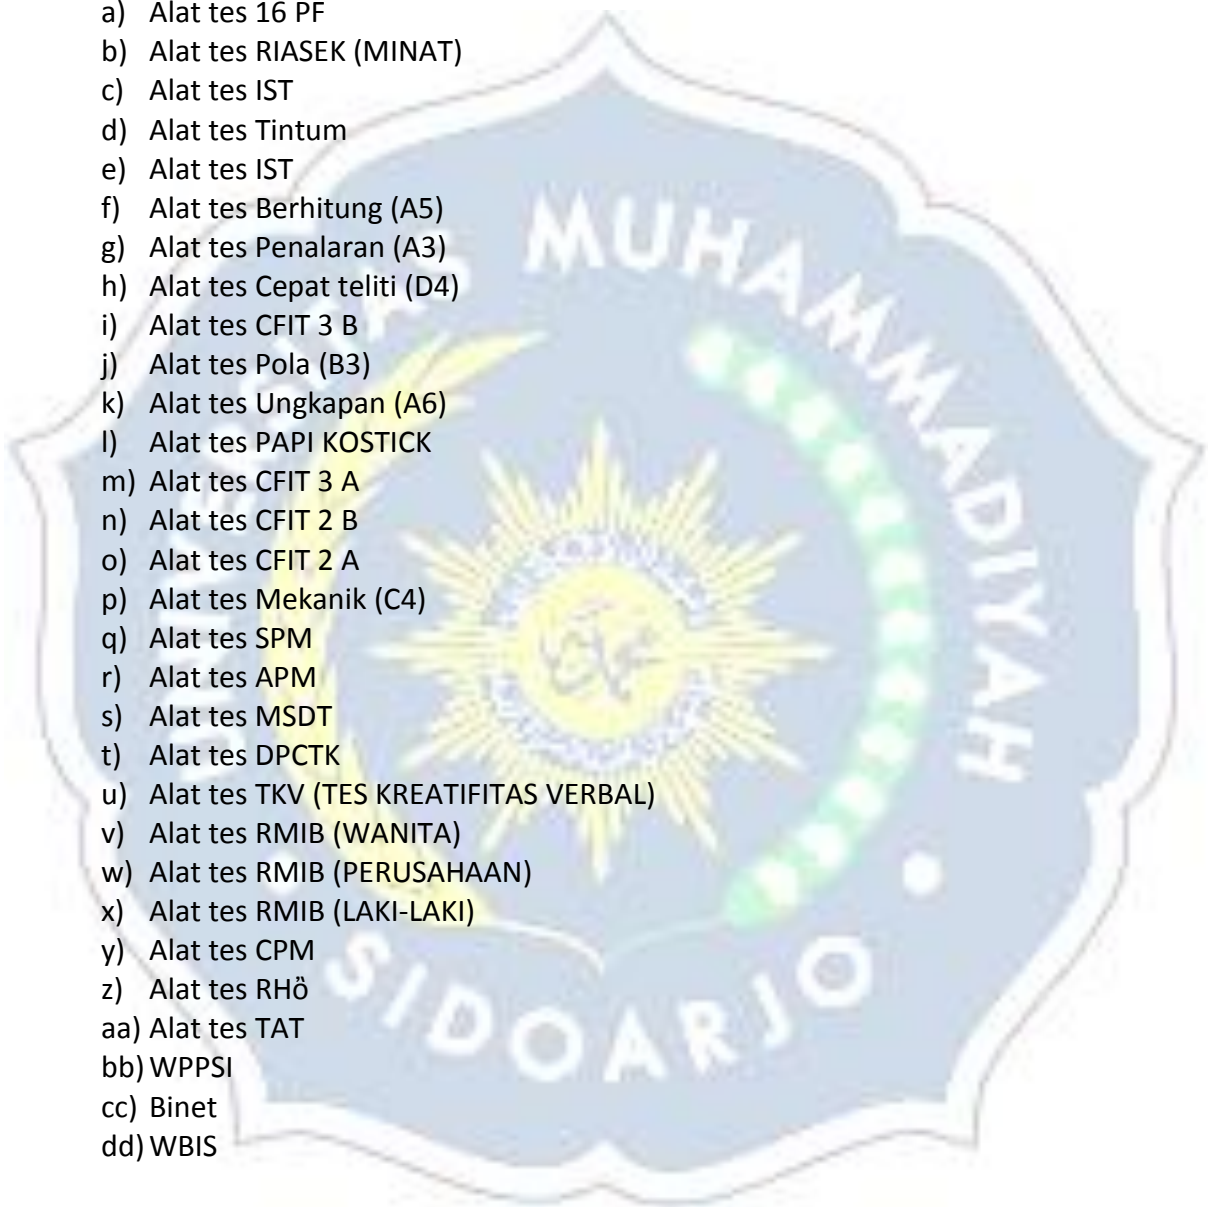 a) Alat tes 16 PF
b) Alat tes RIASEK (MINAT)
c) Alat tes IST
d) Alat tes Tintum
e) Alat tes IST
f) Alat tes Berhitung (A5)
g) Alat tes Penalaran (A3)
h) Alat tes Cepat teliti (D4)
i) Alat tes CFIT 3 B
j) Alat tes Pola (B3)
k) Alat tes Ungkapan (A6)
l) Alat tes PAPI KOSTICK
m) Alat tes CFIT 3 A
n) Alat tes CFIT 2 B
o) Alat tes CFIT 2 A
p) Alat tes Mekanik (C4)
q) Alat tes SPM
r) Alat tes APM
s) Alat tes MSDT
t) Alat tes DPCTK
u) Alat tes TKV (TES KREATIFITAS VERBAL)
v) Alat tes RMIB (WANITA)
w) Alat tes RMIB (PERUSAHAAN)
x) Alat tes RMIB (LAKI-LAKI)
y) Alat tes CPM
z) Alat tes RHȍ
aa) Alat tes TAT
bb) WPPSI
cc) Binet
dd) WBIS
MUHAMMADIYAH
SIDOARJO